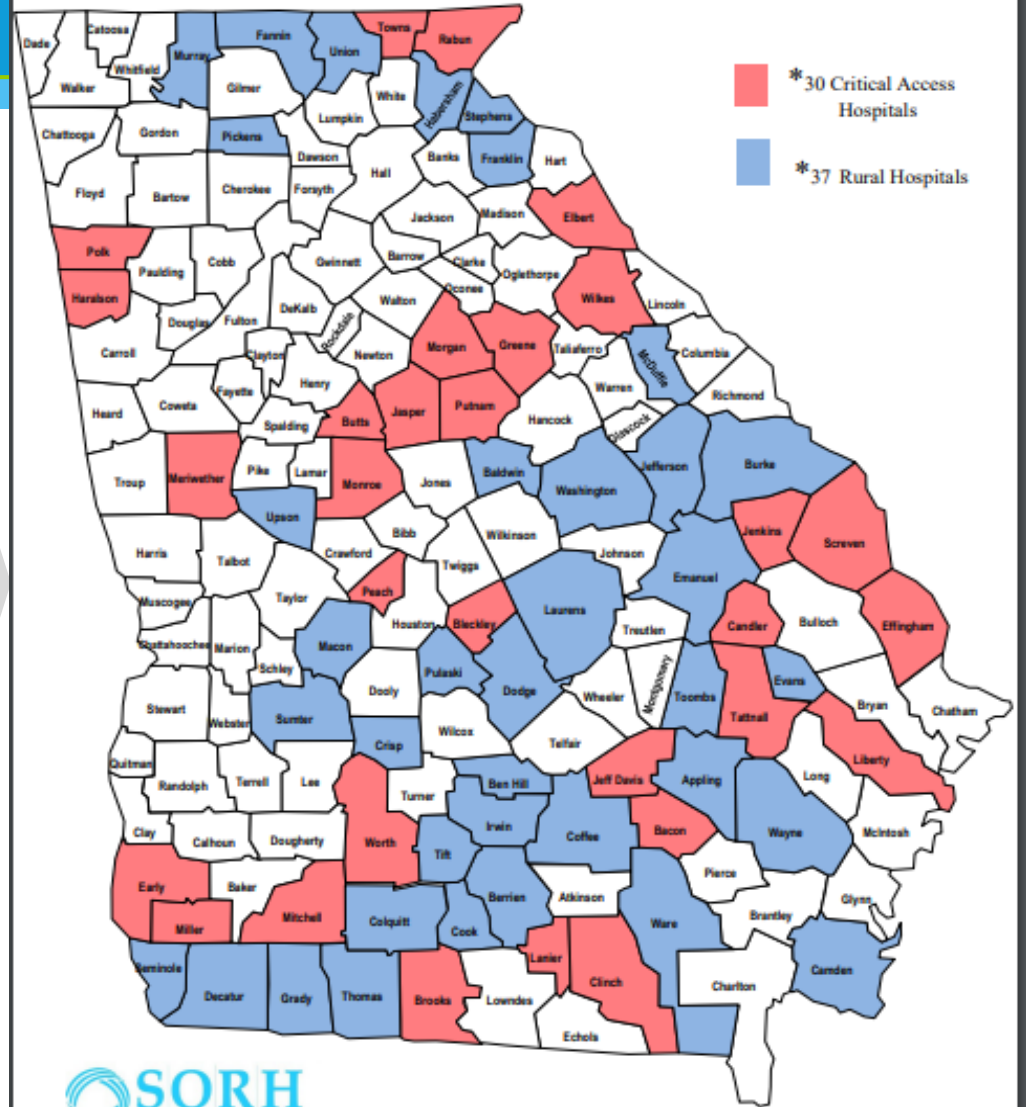 Towns
Rabun
Fannin
Union
Catoosa
Dade
Murray
Whitfield
Walker
Gilmer
White
Habersham
Stephens
Lumpkin
Chattooga
Gordon
Pickens
Dawson
Banks
Franklin
Hart
Hall
Floyd
Bartow
Cherokee
Forsyth
Jackson
Madison
Elbert
Polk
Paulding
Cobb
Gwinnett
Barrow
Clarke
Oglethorpe
Oconee
Haralson
Walton
Wilkes
Lincoln
DeKalb
Douglas
Fulton
Rockdale
Carroll
Clayton
Newton
Morgan
Greene
Taliaferro
McDuffie
Columbia
Henry
Fayette
Warren
Richmond
Heard
Coweta
Spalding
Butts
Jasper
Putnam
Hancock
Glascock
Troup
Meriwether
Pike
Lamar
Monroe
Jones
Baldwin
Washington
Jefferson
Burke
Upson
Bibb
Wilkinson
Jenkins
Screven
Harris
Talbot
Crawford
Twiggs
Johnson
Emanuel
Taylor
Peach
Muscogee
Houston
Bleckley
Laurens
Treutlen
Candler
Bulloch
Effingham
Chattahoochee
Marion
Macon
Schley
Pulaski
Dodge
Wheeler
Montgomery
Toombs
Evans
Tattnall
Bryan
Chatham
Stewart
Webster
Sumter
Dooly
Crisp
Wilcox
Telfair
Liberty
Quitman
Randolph
Terrell
Lee
Turner
Ben Hill
Jeff Davis
Appling
Long
Clay
Calhoun
Dougherty
Worth
Tift
Irwin
Coffee
Bacon
Wayne
McIntosh
Early
Baker
Miller
Mitchell
Colquitt
Cook
Berrien
Atkinson
Pierce
Ware
Brantley
Glynn
Seminole
Decatur
Grady
Thomas
Brooks
Lowndes
Lanier
Clinch
Echols
Charlton
Camden
*30 Critical Access
Hospitals
*37 Rural Hospitals
SORH